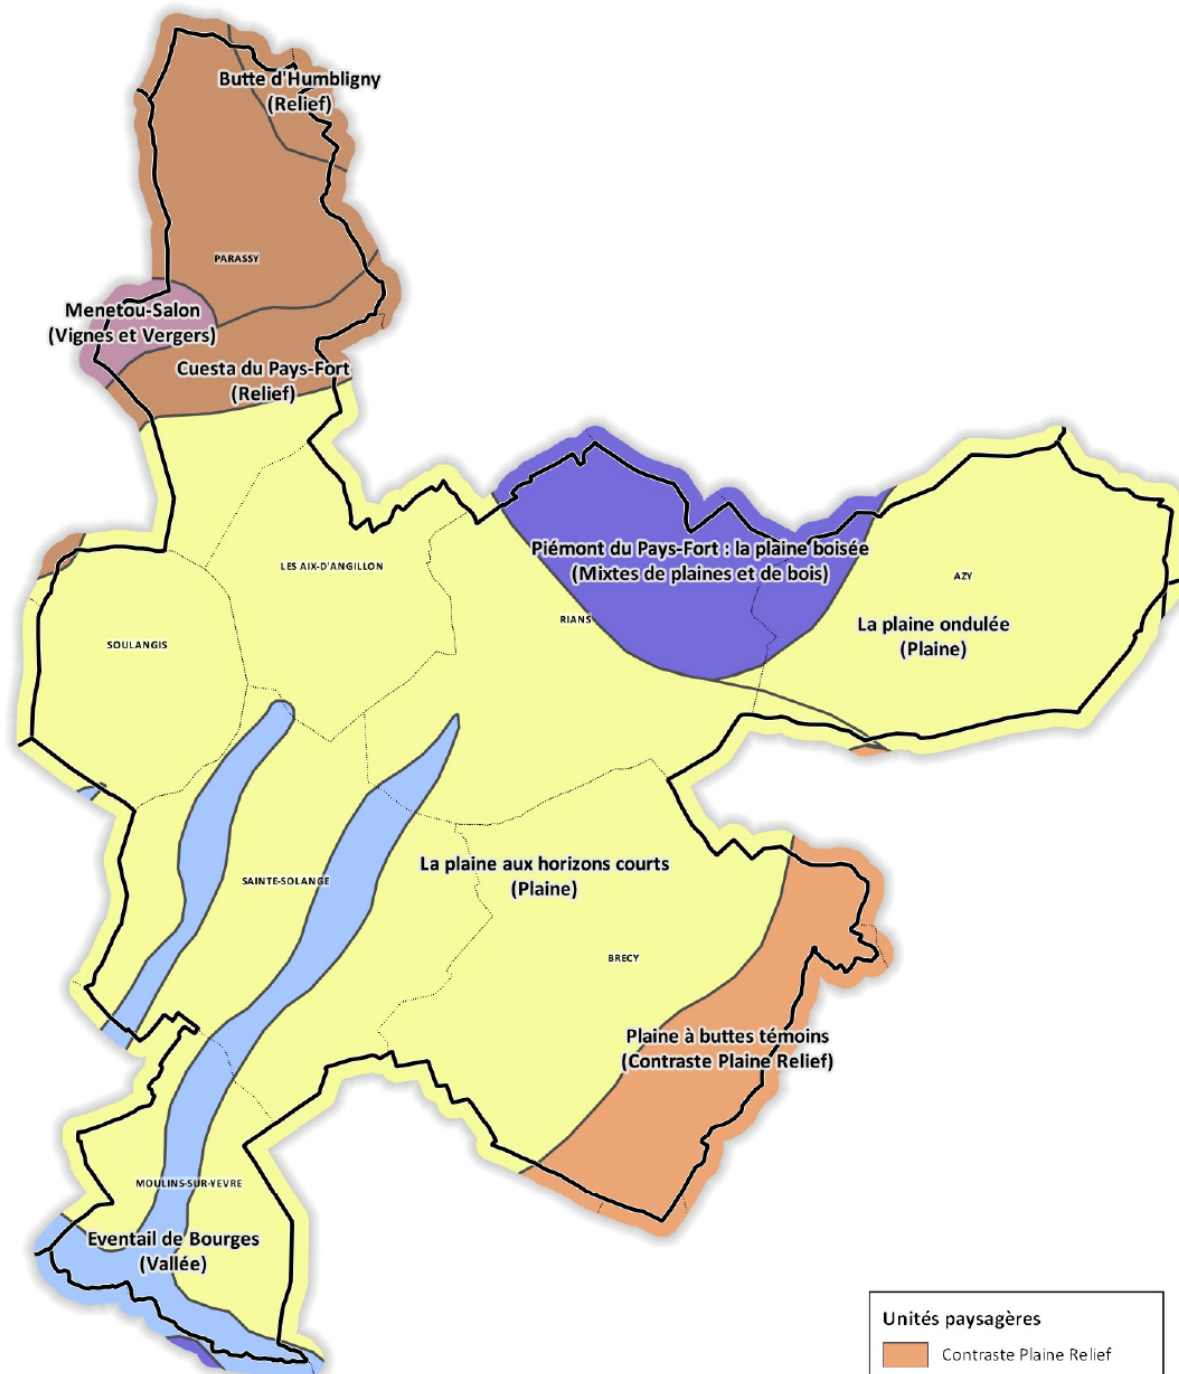 Butte d'Humbligny
(Relief)
PARASSY
Menetou-Salon
(Vignes et Vergers)
Cuesta du Pays-Fort
(Relief)
Piémont du Pays-Fort : la plaine boisée
(Mixtes de plaines et de bois)
LES AIX-D'ANGILLON
AZY
RIANS
La plaine ondulée
(Plaine)
SOULANGIS
La plaine aux horizons courts
(Plaine)
SAINTE-SOLANGE
BRECY
Plaine à buttes témoins
(Contraste Plaine Relief)
MOULINS-SUR-YEVRE
Eventail de Bourges
(Vallée)
Unités paysagères
Contraste Plaine Relief